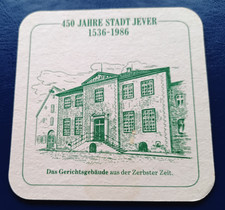 450 JAHRE STADT JEVER
1536–1986
Das Gerichtsgebäude aus der Zerbster Zeit.